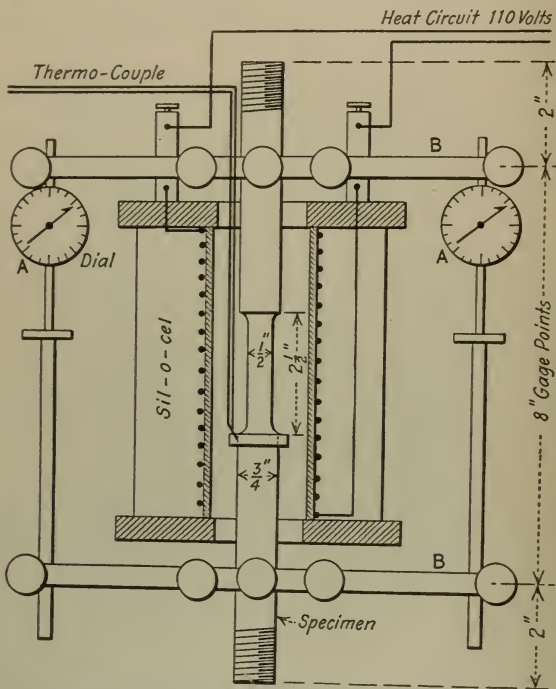 Heat Circuit 110 Volts
Thermo-Couple
2"
B
B
A
Dial
A
Sil-o-cel
1/2"
2 1/2"
8" Gage Points
3/4"
B
Specimen
2"